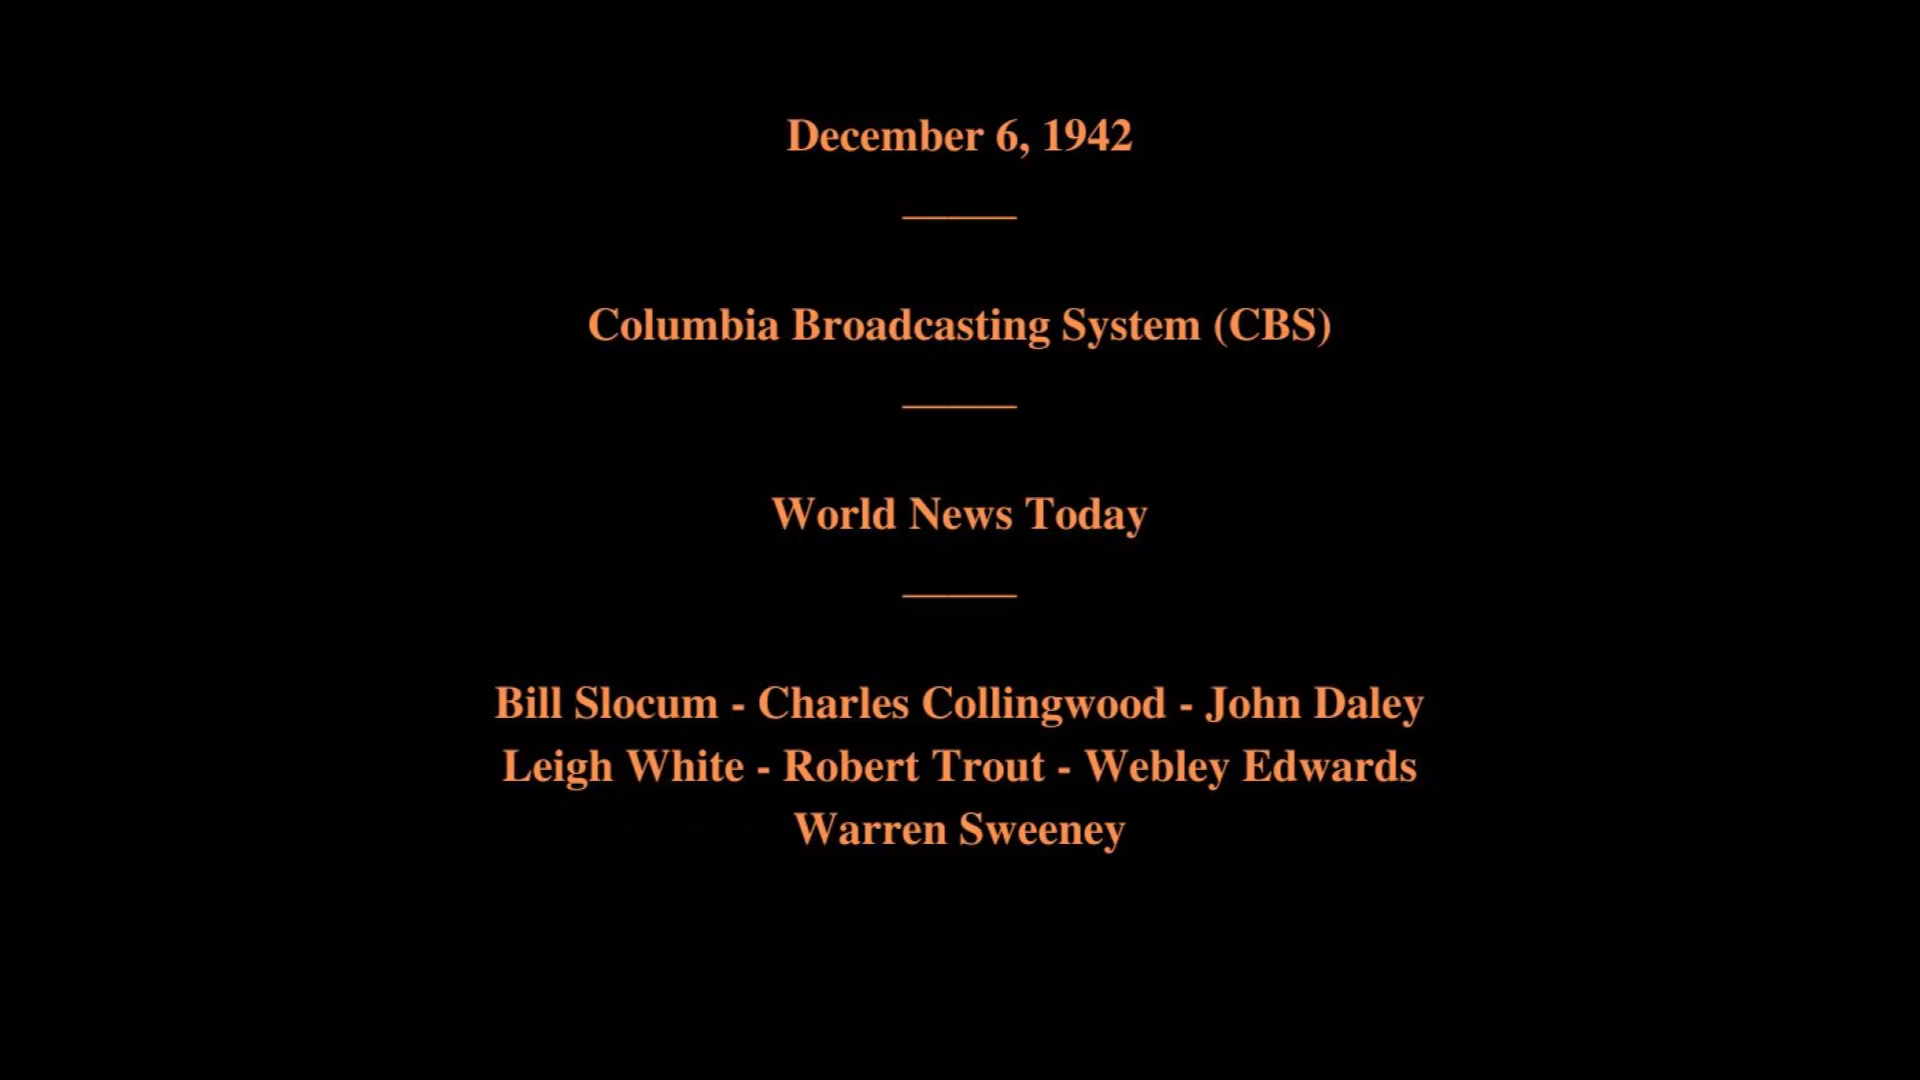 December 6, 1942
Columbia Broadcasting System (CBS)
World News Today
Bill Slocum - Charles Collingwood - John Daley
Leigh White - Robert Trout - Webley Edwards
Warren Sweeney